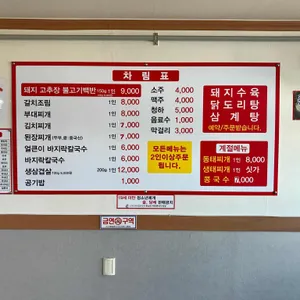 차림표
돼지 고추장 불고기백반 150g 1인 9,000
갈치조림 1인 8,000
부대찌개 1인 8,000
김치찌개 1인 7,000
된장찌개 1인 7,000
얼큰이 바지락칼국수 1인 6,000
바지락칼국수 1인 6,000
생삼겹살 200g 1인 12,000
공기밥 1,000
소주 4,000
맥주 4,000
청하 5,000
음료수 1,000
막걸리 3,000
모든메뉴는
2인이상주문
됩니다.
돼지수육
닭도리탕
삼계탕
예약/주문받습니다.
계절메뉴
동태찌개 1인 8,000
생태찌개 1인 싯가
콩국수
금연구역